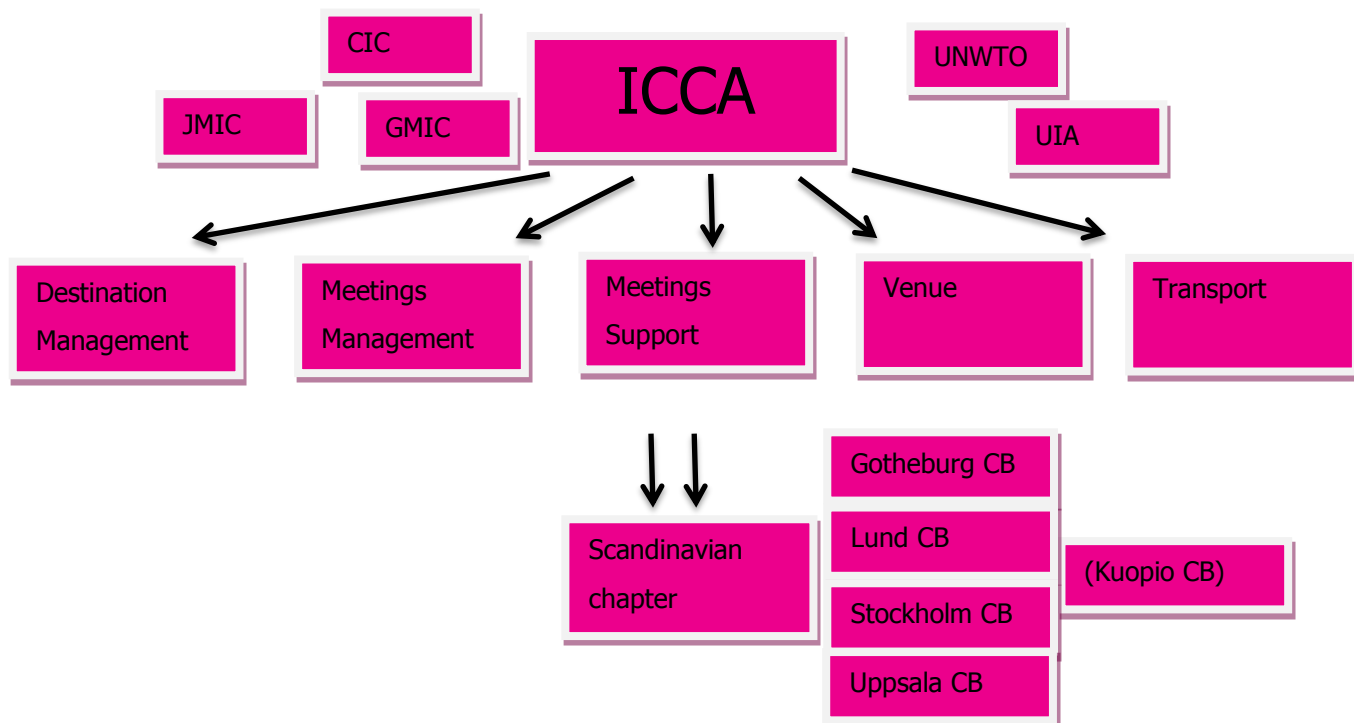 CIC
ICCA
UNWTO
JMIC
GMIC
UIA
Destination
Management
Meetings
Management
Meetings
Support
Venue
Transport
Scandinavian
chapter
Gotheburg CB
Lund CB
Stockholm CB
Uppsala CB
(Kuopio CB)